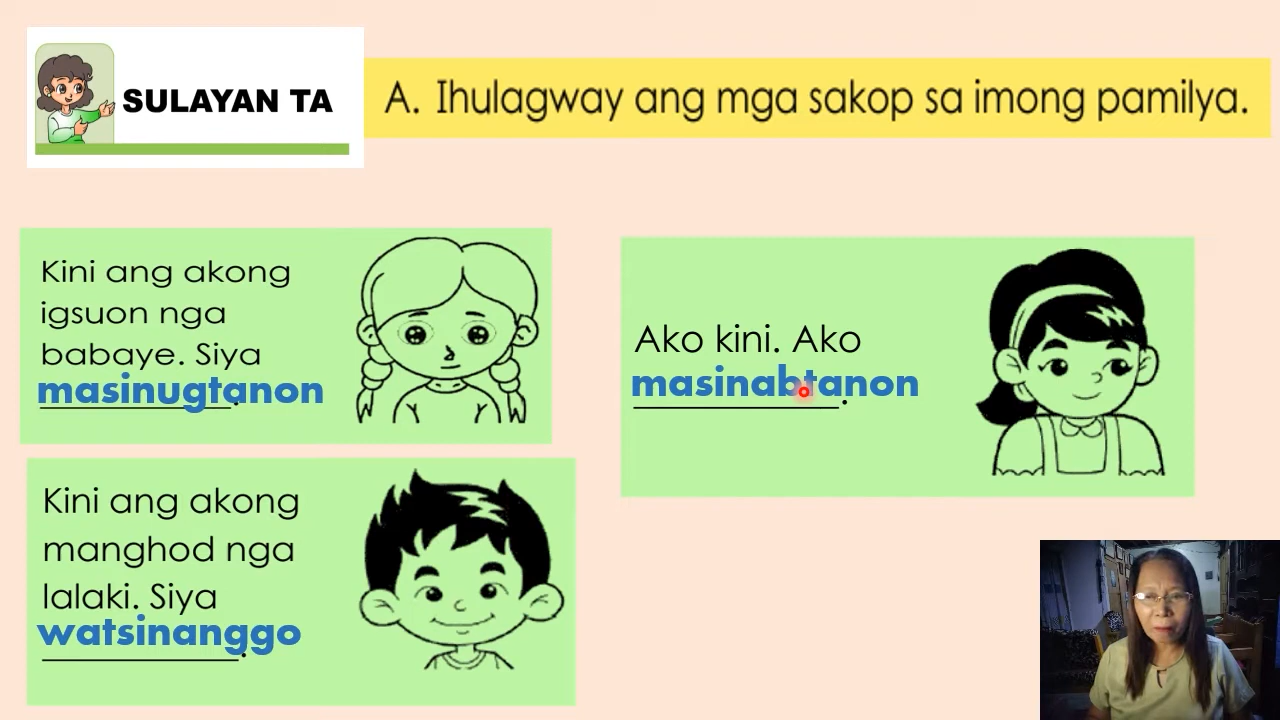 SULAYAN TA
A. Ihulagway ang mga sakop sa imong pamilya.
Kini ang akong
igsuon nga
babaye. Siya
masinugtanon.
Kini ang akong
manghod nga
lalaki. Siya
watsinanggo.
Ako kini. Ako
masinabtanon.